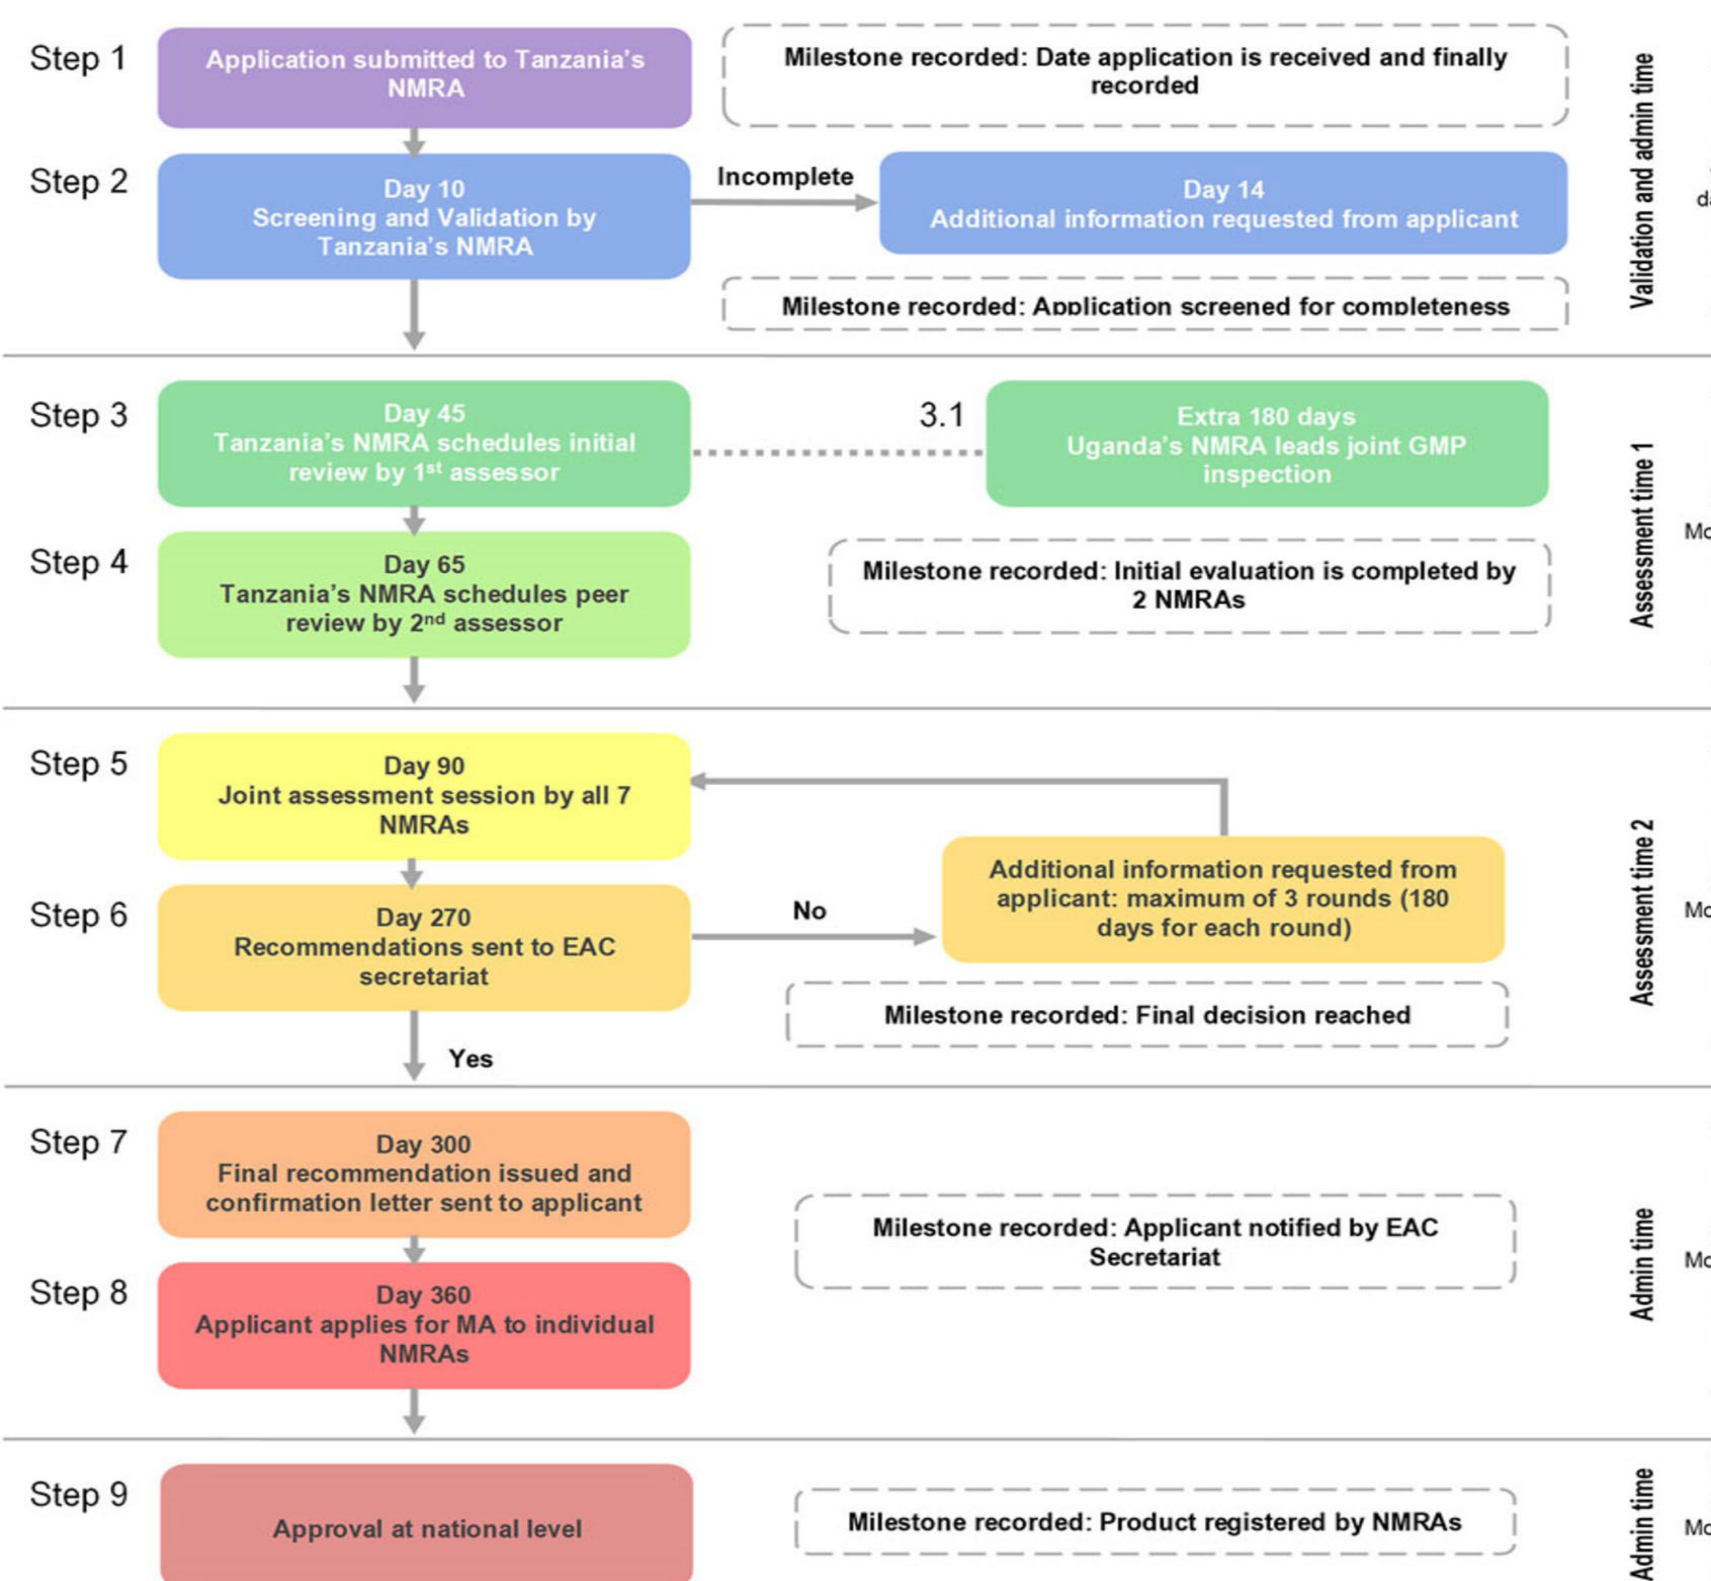 Step 1
Application submitted to Tanzania's
NMRA
Milestone recorded: Date application is received and finally
recorded
Step 2
Day 10
Screening and Validation by
Tanzania's NMRA
Incomplete
Day 14
Additional information requested from applicant
Milestone recorded: Application screened for completeness
Validation and admin time
Step 3
Day 45
Tanzania's NMRA schedules initial
review by 1st assessor
3.1
Extra 180 days
Uganda's NMRA leads joint GMP
inspection
Step 4
Day 65
Tanzania's NMRA schedules peer
review by 2nd assessor
Milestone recorded: Initial evaluation is completed by
2 NMRAs
Assessment time 1
Step 5
Day 90
Joint assessment session by all 7
NMRAs
Step 6
Day 270
Recommendations sent to EAC
secretariat
No
Additional information requested from
applicant: maximum of 3 rounds (180
days for each round)
Milestone recorded: Final decision reached
Yes
Assessment time 2
Step 7
Day 300
Final recommendation issued and
confirmation letter sent to applicant
Milestone recorded: Applicant notified by EAC
Secretariat
Step 8
Day 360
Applicant applies for MA to individual
NMRAs
Admin time
Step 9
Approval at national level
Milestone recorded: Product registered by NMRAs
Admin time